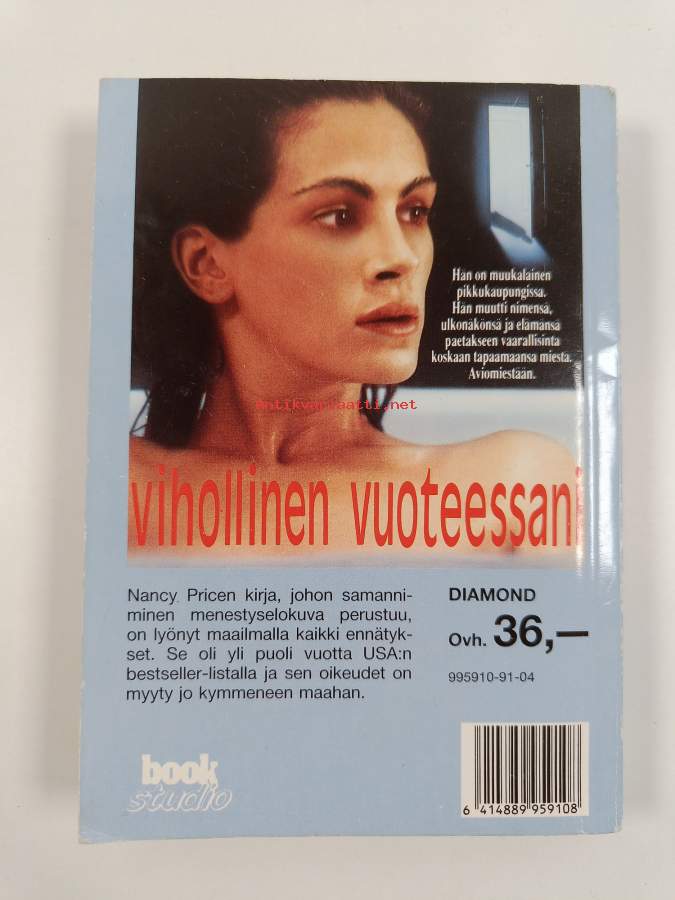 Hän on muukalainen
pikkukaupungissa.
Hän muutti nimensä,
ulkonäkönsä ja elämänsä
paetakseen vaarallisinta
koskaan tapaamaansa miestä.
Aviomiestään.
Antikvariaatti.net
vihollinen vuoteessani
Nancy Pricen kirja, johon samanni-
minen menestyselokuva perustuu,
on lyönyt maailmalla kaikki ennätyk-
set. Se oli yli puoli vuotta USA:n
bestseller-listalla ja sen oikeudet on
myyty jo kymmeneen maahan.
DIAMOND
Ovh. 36,—
995910-91-04
book
studio
6 414889 959108